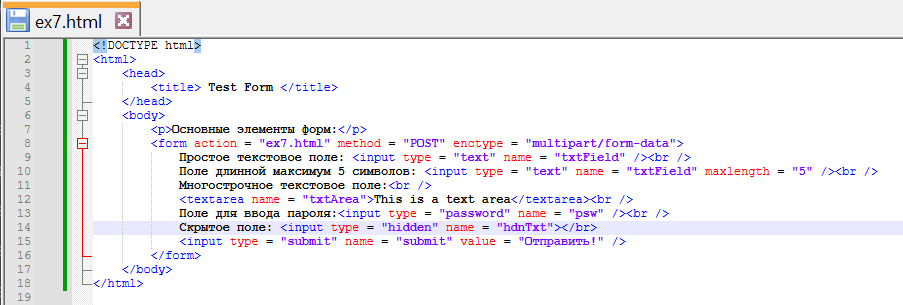 ex7.html
1 <!DOCTYPE html>
2 <html>
3 <head>
4 <title> Test Form </title>
5 </head>
6 <body>
7 <p>Основные элементы форм:</p>
8 <form action = "ex7.html" method = "POST" enctype = "multipart/form-data">
9 Простое текстовое поле: <input type = "text" name = "txtField" /><br />
10 Поле длинной максимум 5 символов: <input type = "text" name = "txtField" maxlength = "5" /><br />
11 Многострочное текстовое поле:<br />
12 <textarea name = "txtArea">This is a text area</textarea><br />
13 Поле для ввода пароля:<input type = "password" name = "psw" /><br />
14 Скрытое поле: <input type = "hidden" name = "hdnTxt"></br>
15 <input type = "submit" name = "submit" value = "Отправить!" />
16 </form>
17 </body>
18 </html>
19